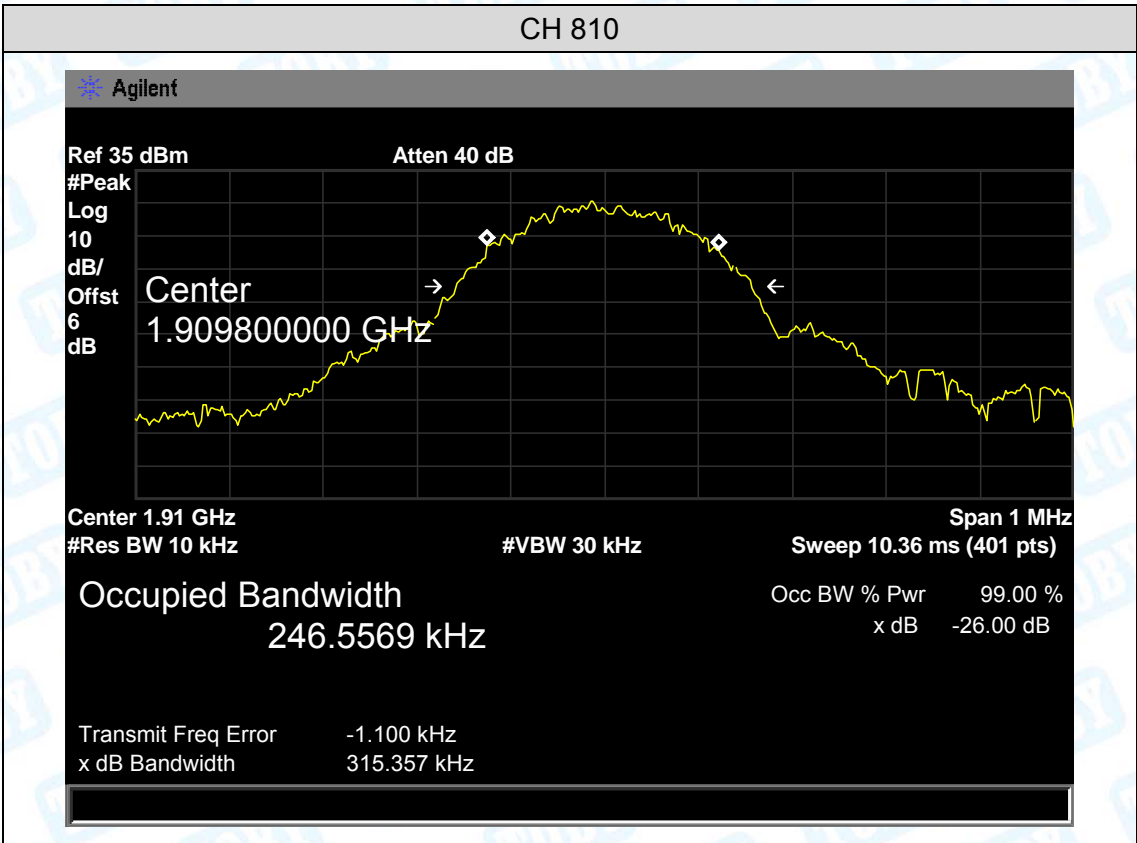 CH 810
Agilent
Ref 35 dBm Atten 40 dB
#Peak
Log
10
dB/
Offst
6
dB
Center
1.909800000 GHz
Center 1.91 GHz Span 1 MHz
#Res BW 10 kHz #VBW 30 kHz Sweep 10.36 ms (401 pts)
Occupied Bandwidth
246.5569 kHz
Occ BW % Pwr 99.00 %
x dB -26.00 dB
Transmit Freq Error -1.100 kHz
x dB Bandwidth 315.357 kHz